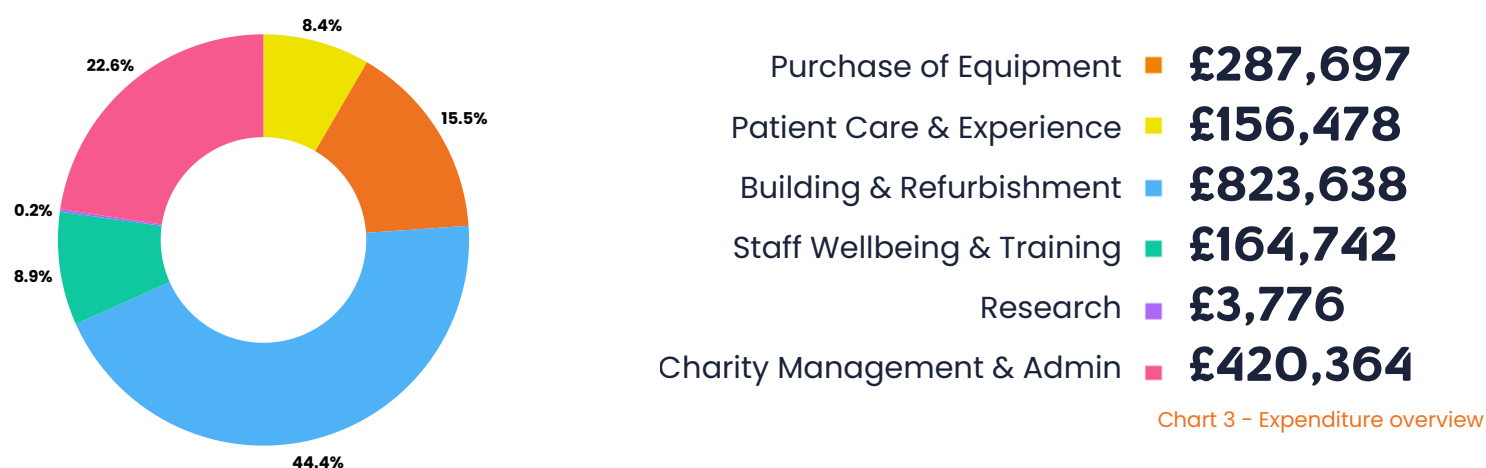 8.4%
22.6%
15.5%
0.2%
8.9%
44.4%
Purchase of Equipment £287,697
Patient Care & Experience £156,478
Building & Refurbishment £823,638
Staff Wellbeing & Training £164,742
Research £3,776
Charity Management & Admin £420,364
Chart 3 - Expenditure overview